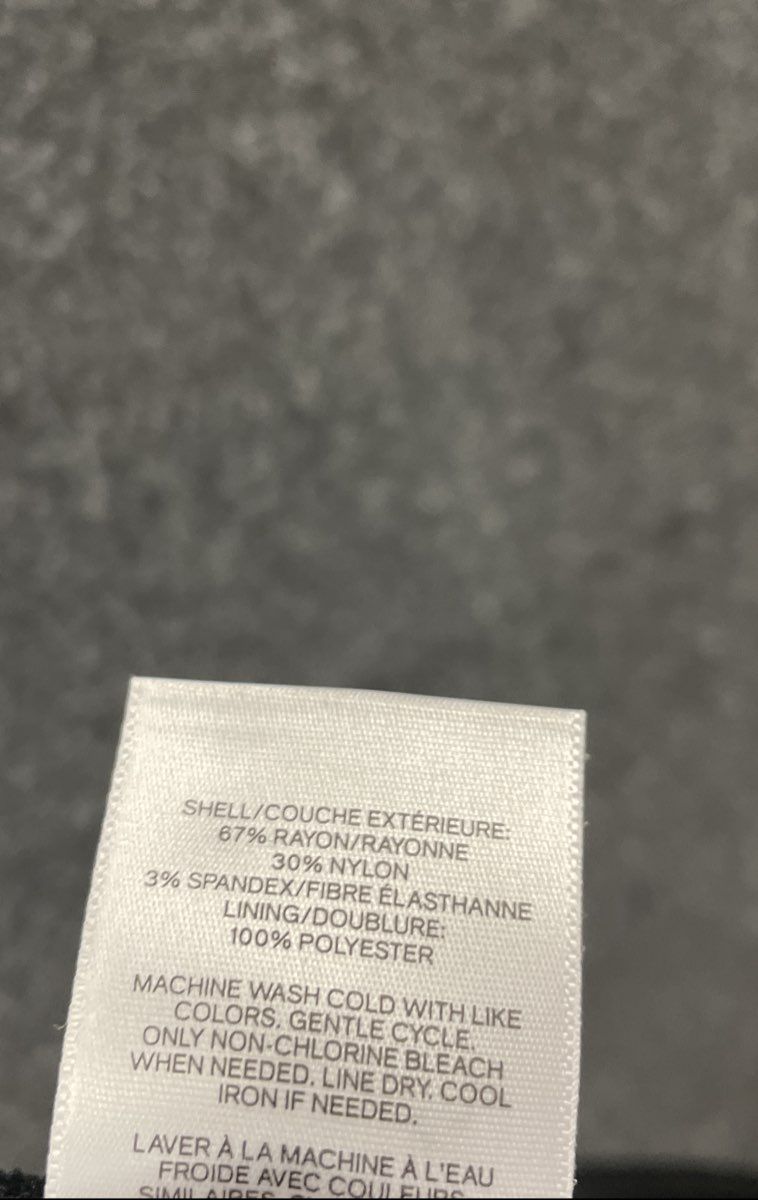 SHELL/COUCHE EXTÉRIEURE:
67% RAYON/RAYONNE
30% NYLON
3% SPANDEX/FIBRE ÉLASTHANNE
LINING/DOUBLURE:
100% POLYESTER
MACHINE WASH COLD WITH LIKE
COLORS. GENTLE CYCLE.
ONLY NON-CHLORINE BLEACH
WHEN NEEDED. LINE DRY. COOL
IRON IF NEEDED.
LAVER À LA MACHINE À L'EAU
FROIDE AVEC COULEURS
SIMILAIRES.